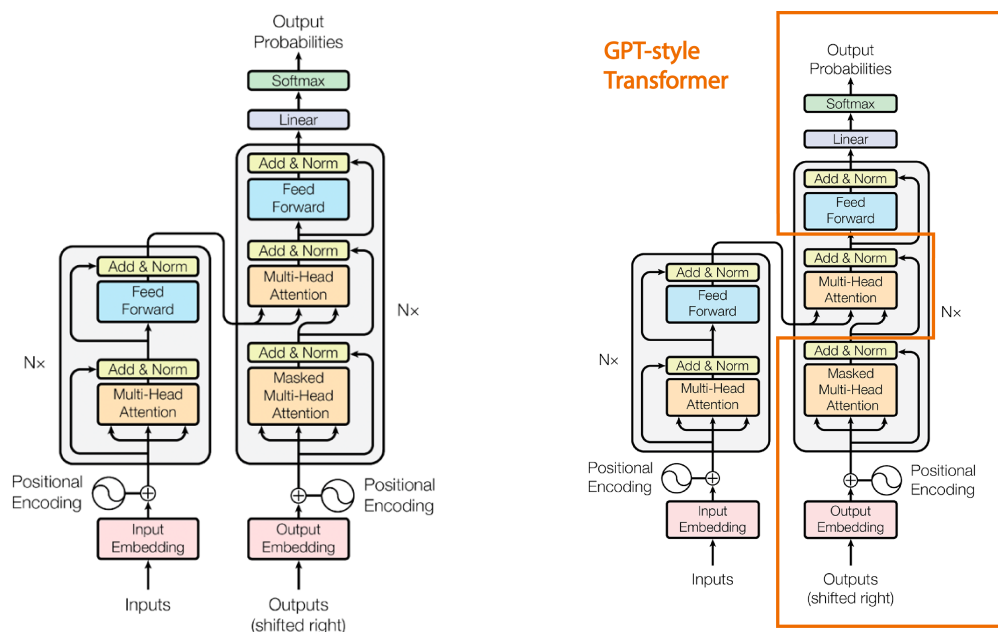 Output
Probabilities
Softmax
Linear
Add & Norm
Feed
Forward
Add & Norm
Multi-Head
Attention
Add & Norm
Masked
Multi-Head
Attention
Nx
Positional
Encoding
Output
Embedding
Outputs
(shifted right)
Add & Norm
Feed
Forward
Add & Norm
Multi-Head
Attention
Nx
Positional
Encoding
Input
Embedding
Inputs
GPT-style
Transformer
Output
Probabilities
Softmax
Linear
Add & Norm
Feed
Forward
Add & Norm
Multi-Head
Attention
Add & Norm
Masked
Multi-Head
Attention
Nx
Positional
Encoding
Output
Embedding
Outputs
(shifted right)
Add & Norm
Feed
Forward
Add & Norm
Multi-Head
Attention
Nx
Positional
Encoding
Input
Embedding
Inputs